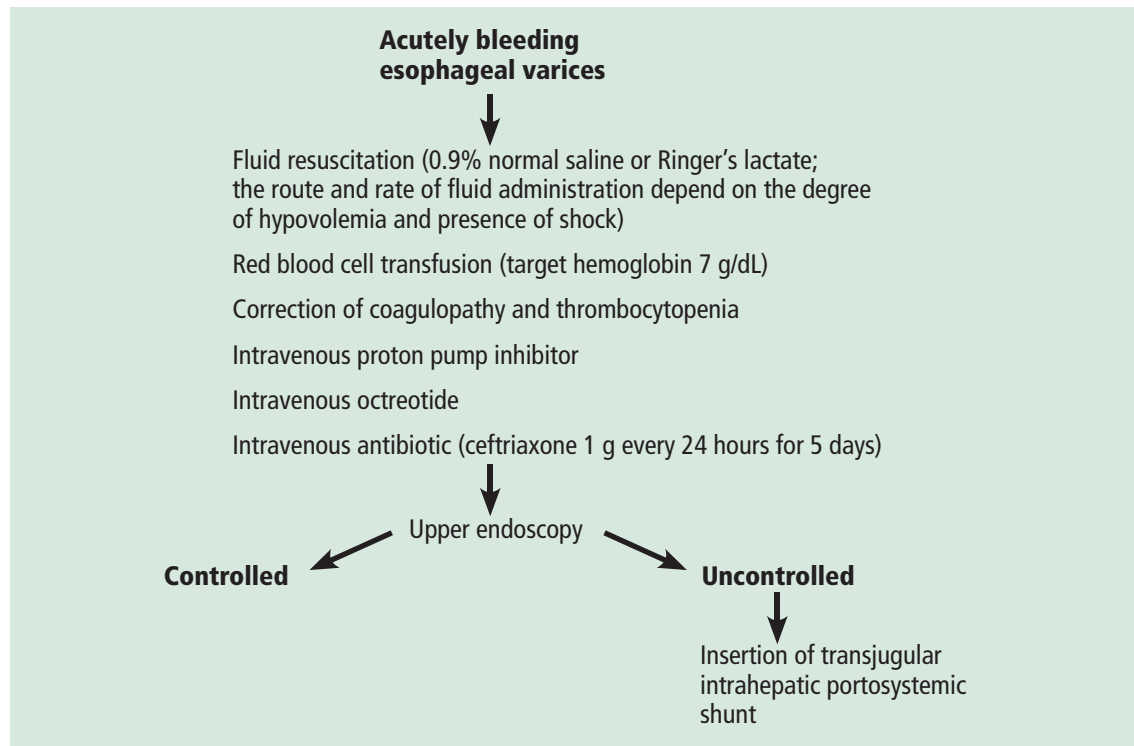 Acutely bleeding
esophageal varices
Fluid resuscitation (0.9% normal saline or Ringer’s lactate;
the route and rate of fluid administration depend on the degree
of hypovolemia and presence of shock)
Red blood cell transfusion (target hemoglobin 7 g/dL)
Correction of coagulopathy and thrombocytopenia
Intravenous proton pump inhibitor
Intravenous octreotide
Intravenous antibiotic (ceftriaxone 1 g every 24 hours for 5 days)
Upper endoscopy
Controlled
Uncontrolled
Insertion of transjugular
intrahepatic portosystemic
shunt